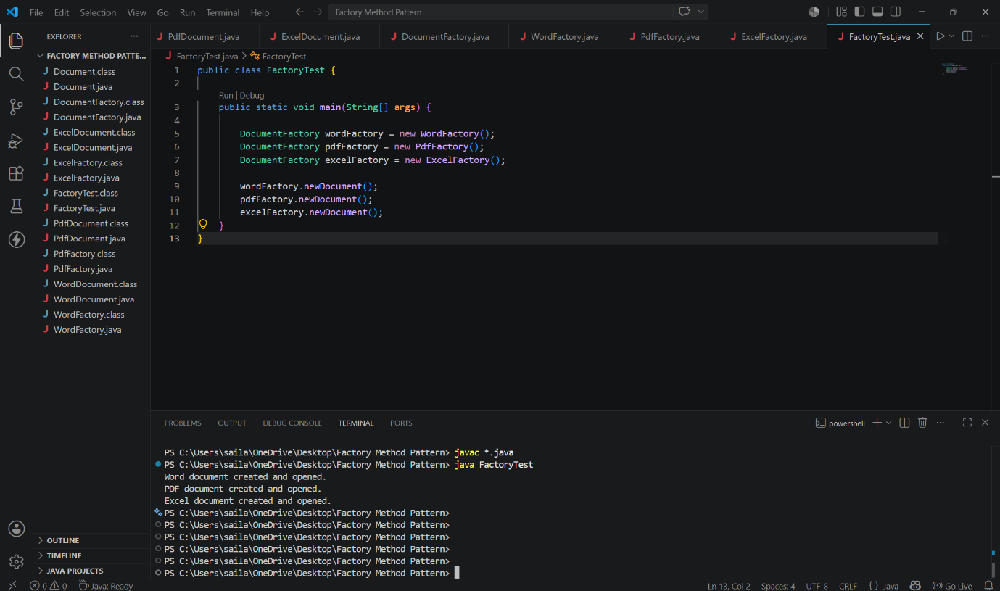 File Edit Selection View Go Run Terminal Help
Factory Method Pattern
EXPLORER
FACTORY METHOD PATTE...
Document.class
Document.java
DocumentFactory.class
DocumentFactory.java
ExcelDocument.class
ExcelDocument.java
ExcelFactory.class
ExcelFactory.java
FactoryTest.class
FactoryTest.java
PdfDocument.class
PdfDocument.java
PdfFactory.class
PdfFactory.java
WordDocument.class
WordDocument.java
WordFactory.class
WordFactory.java
OUTLINE
TIMELINE
JAVA PROJECTS
PdfDocument.java ExcelDocument.java DocumentFactory.java WordFactory.java PdfFactory.java ExcelFactory.java FactoryTest.java
FactoryTest.java > FactoryTest
1 public class FactoryTest {
2
Run | Debug
3 public static void main(String[] args) {
4
5 DocumentFactory wordFactory = new WordFactory();
6 DocumentFactory pdfFactory = new PdfFactory();
7 DocumentFactory excelFactory = new ExcelFactory();
8
9 wordFactory.newDocument();
10 pdfFactory.newDocument();
11 excelFactory.newDocument();
12 }
13 }
PROBLEMS OUTPUT DEBUG CONSOLE TERMINAL PORTS
powershell
PS C:\Users\saila\OneDrive\Desktop\Factory Method Pattern> javac *.java
PS C:\Users\saila\OneDrive\Desktop\Factory Method Pattern> java FactoryTest
Word document created and opened.
PDF document created and opened.
Excel document created and opened.
PS C:\Users\saila\OneDrive\Desktop\Factory Method Pattern>
PS C:\Users\saila\OneDrive\Desktop\Factory Method Pattern>
PS C:\Users\saila\OneDrive\Desktop\Factory Method Pattern>
PS C:\Users\saila\OneDrive\Desktop\Factory Method Pattern>
PS C:\Users\saila\OneDrive\Desktop\Factory Method Pattern>
PS C:\Users\saila\OneDrive\Desktop\Factory Method Pattern>
0 0 Java: Ready
Ln 13, Col 2 Spaces: 4 UTF-8 CRLF { } Java Go Live